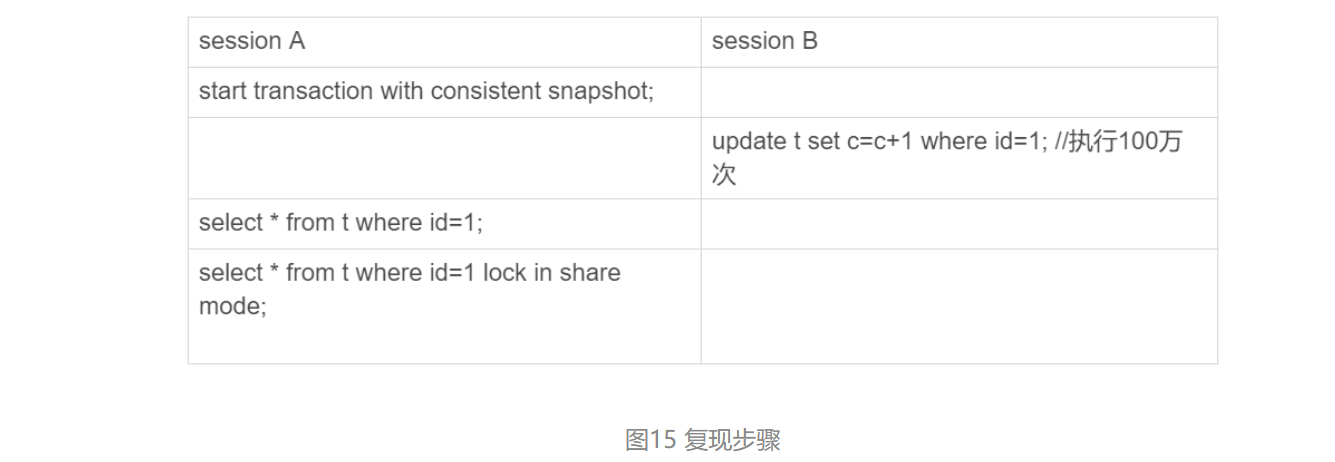 session A
session B
start transaction with consistent snapshot;
update t set c=c+1 where id=1; //执行100万
次
select * from t where id=1;
select * from t where id=1 lock in share
mode;
图15 复现步骤